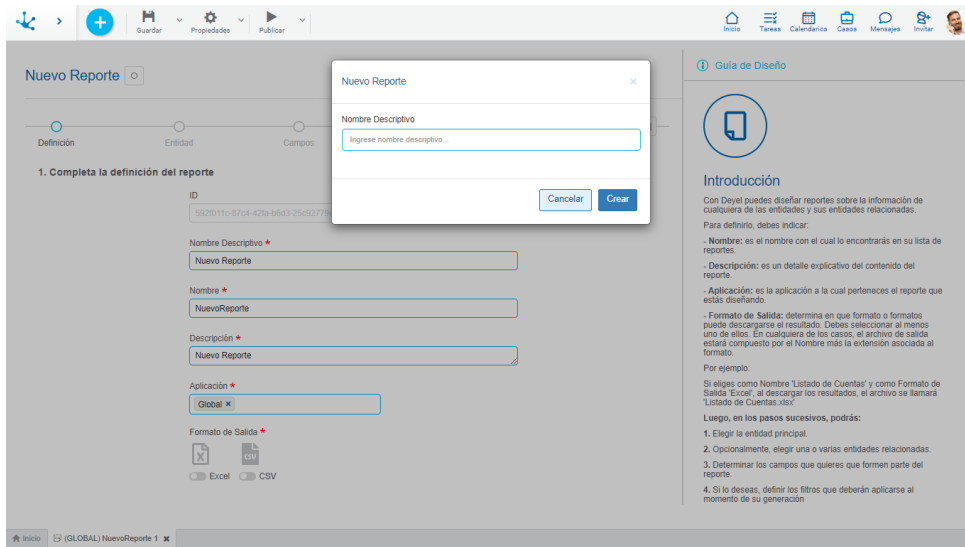 Guardar
Propiedades
Publicar
Inicio
Tareas
Calendarios
Casos
Mensajes
Invitar
Nuevo Reporte
Definición
Entidad
Campos
1. Completa la definición del reporte
ID
Nombre Descriptivo *
Nuevo Reporte
Nombre *
NuevoReporte
Descripción *
Nuevo Reporte
Aplicación *
Global ×
Formato de Salida *
Excel
CSV
Nuevo Reporte
×
Nombre Descriptivo
Ingrese nombre descriptivo...
Cancelar
Crear
Guía de Diseño
Introducción
Con Deyel puedes diseñar reportes sobre la información de
cualquiera de las entidades y sus entidades relacionadas.
Para definirlo, debes indicar:
- Nombre: es el nombre con el cual lo encontrarás en su lista de
reportes.
- Descripción: es un detalle explicativo del contenido del
reporte.
- Aplicación: es la aplicación a la cual perteneces el reporte que
estás diseñando.
- Formato de Salida: determina en que formato o formatos
puede descargarse el resultado. Debes seleccionar al menos
uno de ellos. En cualquiera de los casos, el archivo de salida
estará compuesto por el Nombre más la extensión asociada al
formato.
Por ejemplo:
Si eliges como Nombre 'Listado de Cuentas' y como Formato de
Salida 'Excel', al descargar los resultados, el archivo se llamará
'Listado de Cuentas.xlsx'
Luego, en los pasos sucesivos, podrás:
1. Elegir la entidad principal.
2. Opcionalmente, elegir una o varias entidades relacionadas.
3. Determinar los campos que quieres que formen parte del
reporte.
4. Si lo deseas, definir los filtros que deberán aplicarse al
momento de su generación
Inicio
(GLOBAL) NuevoReporte 1 ×